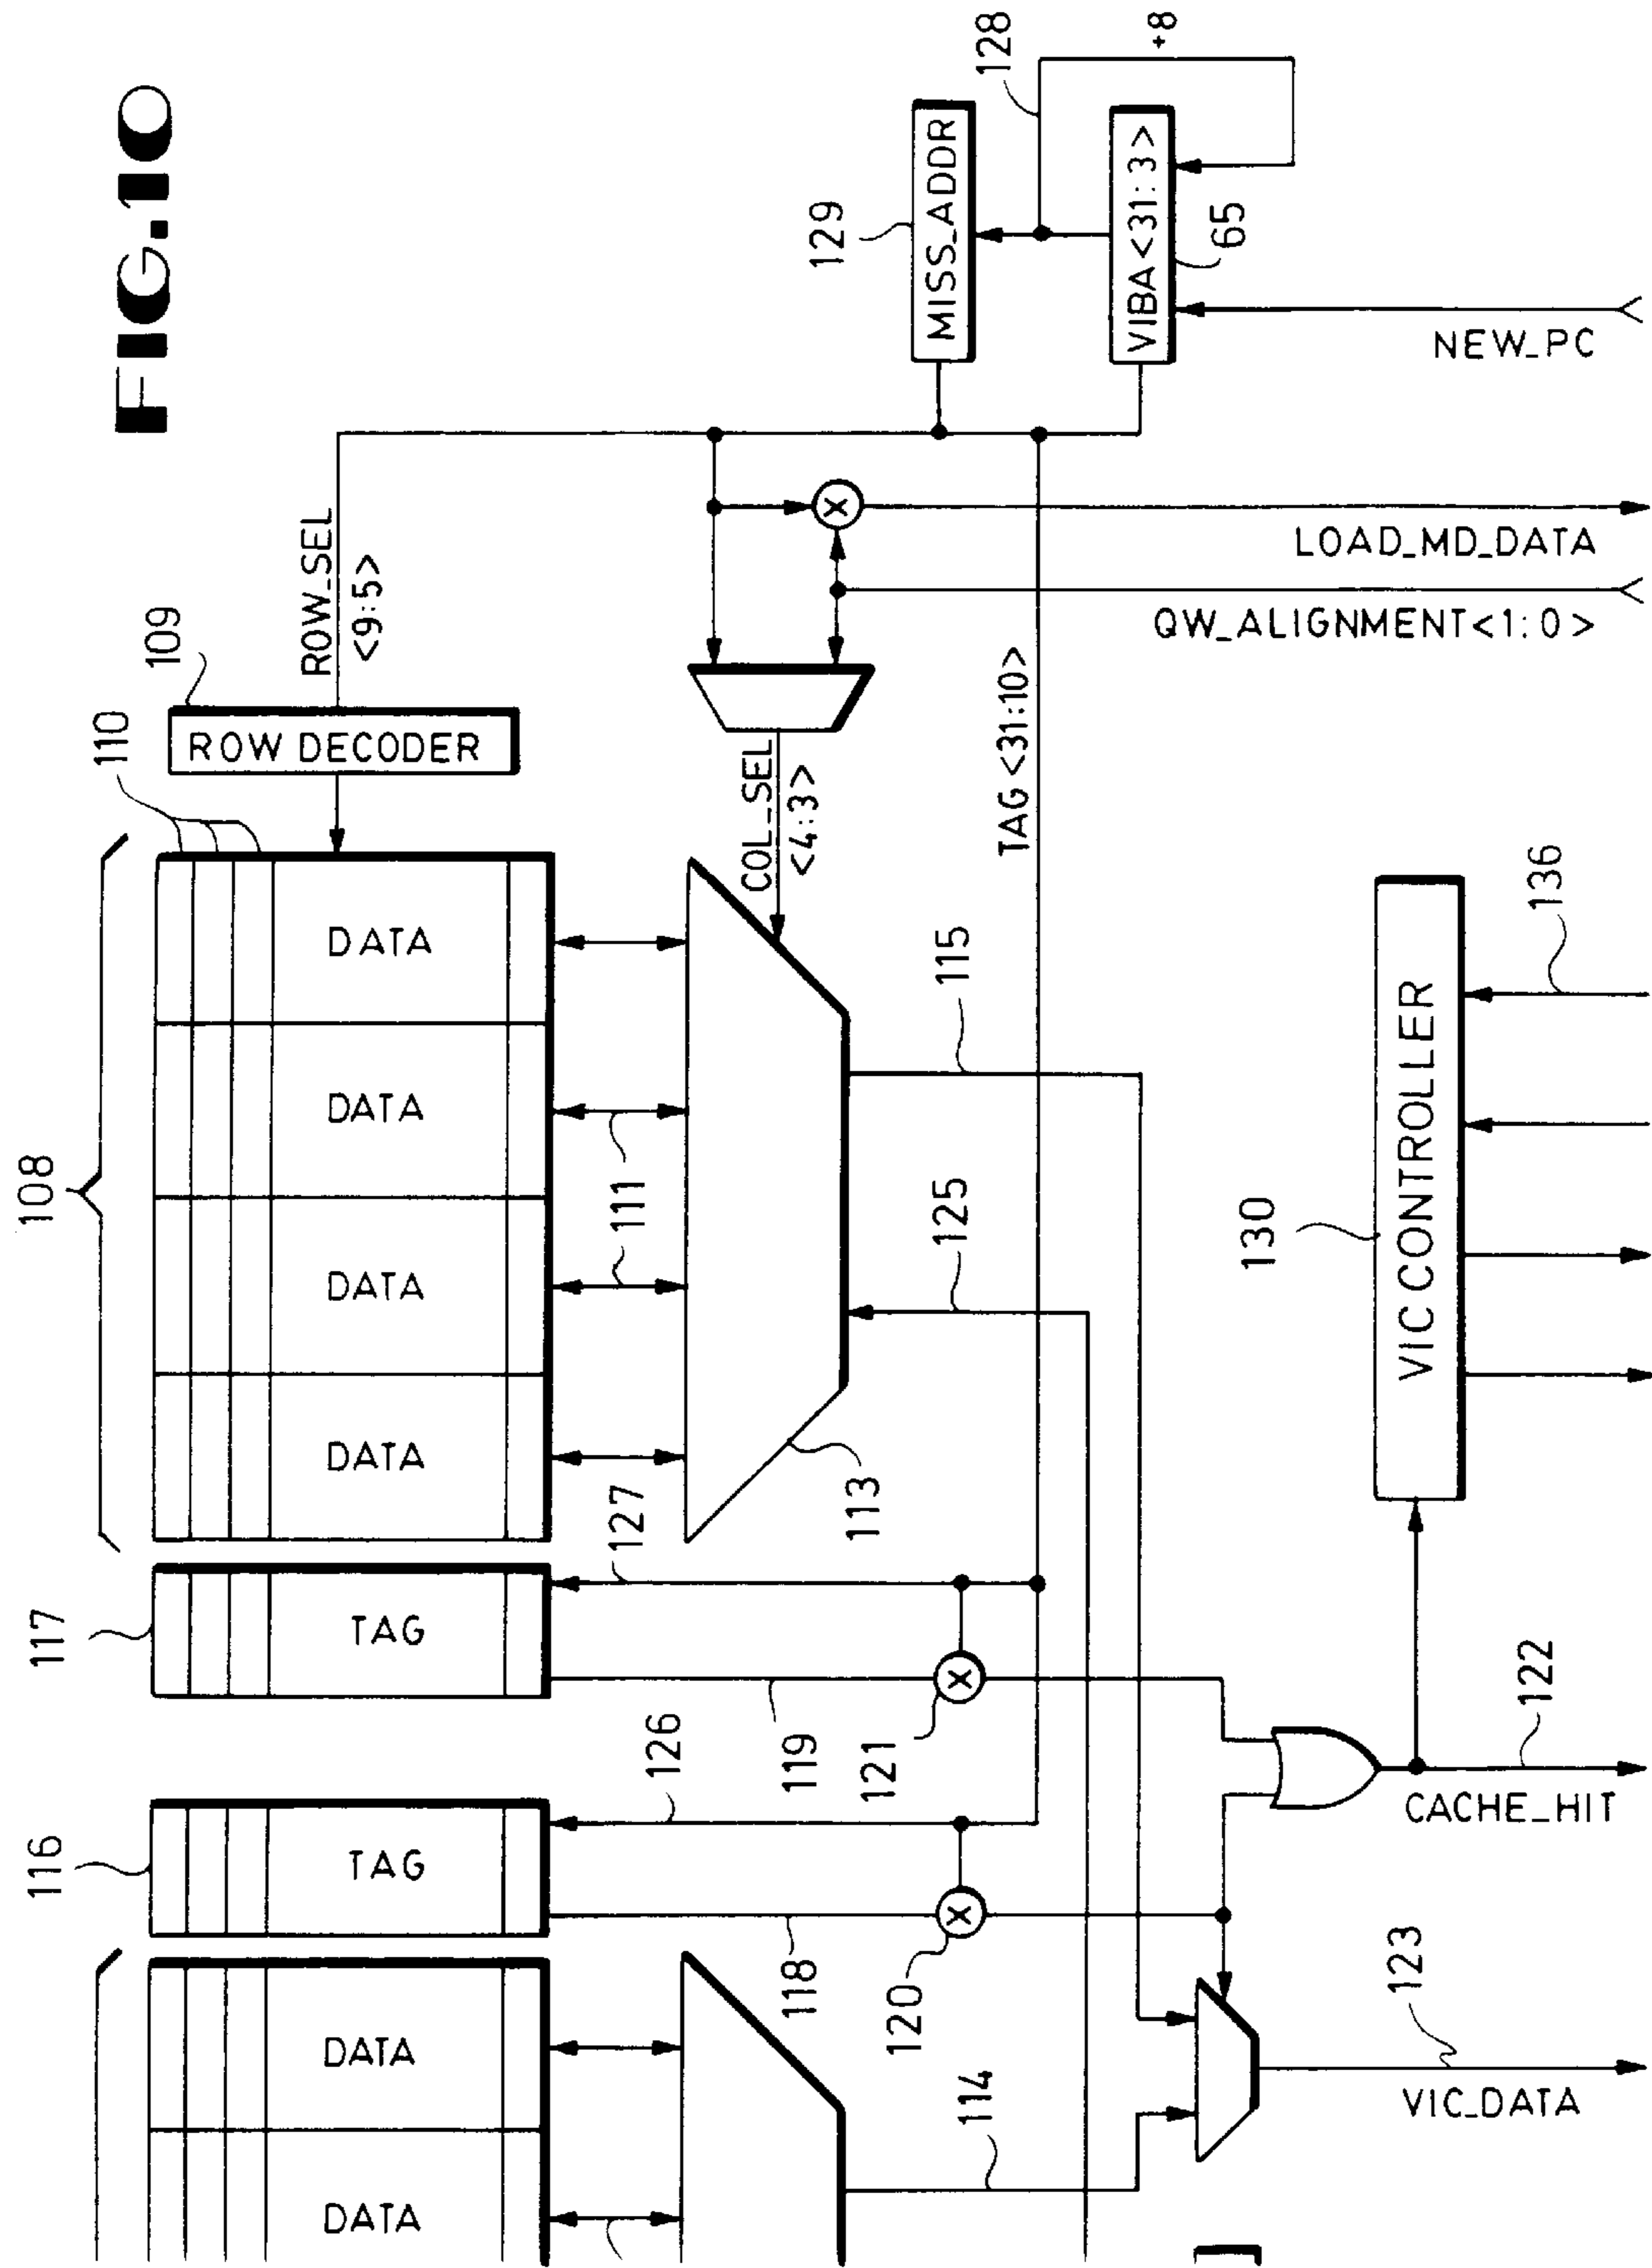 FIG.10
108
110
109
ROW DECODER
ROW_SEL
<9:5>
117
116
DATA
DATA
DATA
DATA
TAG
TAG
DATA
DATA
111
127
126
113
COL_SEL
<4:3>
119
118
121
120
115
125
114
TAG <31:10>
129
MISS_ADDR
128
+8
VIBA<31:3>
65
NEW_PC
LOAD_MD_DATA
QW_ALIGNMENT<1:0>
130
VIC CONTROLLER
136
122
CACHE_HIT
123
VIC_DATA